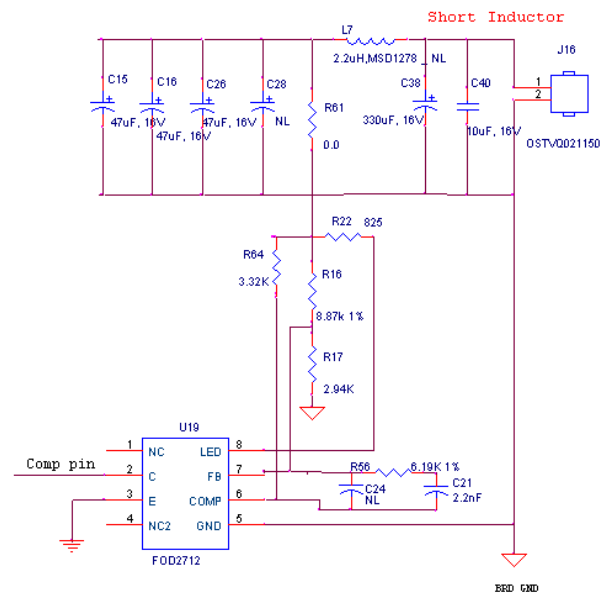 Short Inductor
L7
J16
2.2uH,MSD1278_NL
C15
C16
C26
C28
C38
C40
1
2
R61
47uF, 16V
47uF, 16V
47uF, 16V
NL
330uF, 16V
10uF, 16V
0.0
OSTVQ021150
R22 825
R64
3.32K
R16
8.87k 1%
R17
2.94K
U19
Comp pin
1 NC LED 8
2 C FB 7
3 E COMP 6
4 NC2 GND 5
R56 6.19K 1%
C24
NL
C21
2.2nF
FOD2712
BRD GND